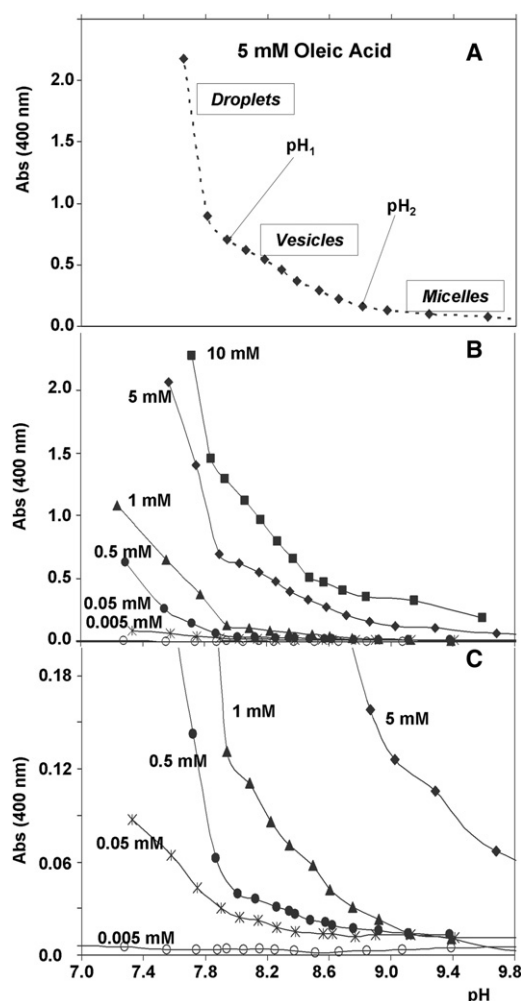 5 mM Oleic Acid
A
Abs (400 nm)
2.0
1.5
1.0
0.5
0.0
Droplets
pH₁
Vesicles
pH₂
Micelles
B
Abs (400 nm)
2.0
1.5
1.0
0.5
0.0
10 mM
5 mM
1 mM
0.5 mM
0.05 mM
0.005 mM
C
Abs (400 nm)
0.18
0.12
0.06
0.0
1 mM
5 mM
0.5 mM
0.05 mM
0.005 mM
7.0 7.4 7.8 8.2 8.6 9.0 9.4 9.8
pH